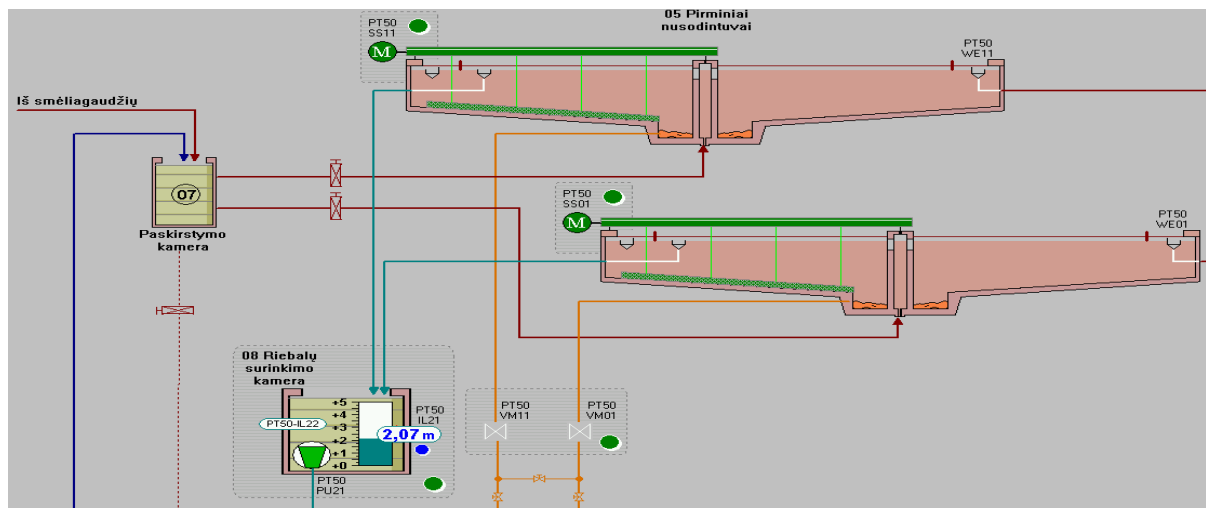 05 Pirminiai
nusodintuvai
PT50
SS11
M
PT50
WE11
Iš smėliagaudžių
07
Paskirstymo
kamera
PT50
SS01
M
PT50
WE01
08 Riebalų
surinkimo
kamera
+5
+4
+3
+2
+1
+0
PT50-IL22
2,07 m
PT50
IL21
PT50
PU21
PT50
VM11
PT50
VM01